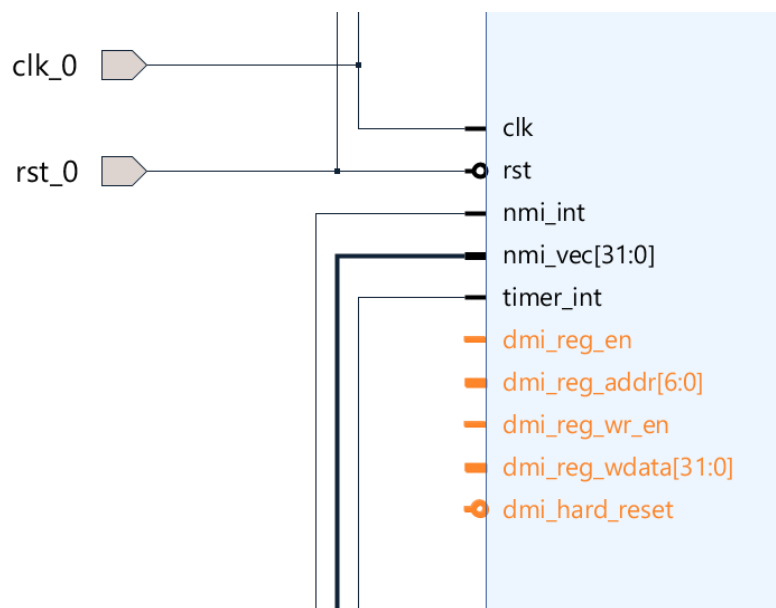 clk_0
clk
rst_0
rst
nmi_int
nmi_vec[31:0]
timer_int
dmi_reg_en
dmi_reg_addr[6:0]
dmi_reg_wr_en
dmi_reg_wdata[31:0]
dmi_hard_reset